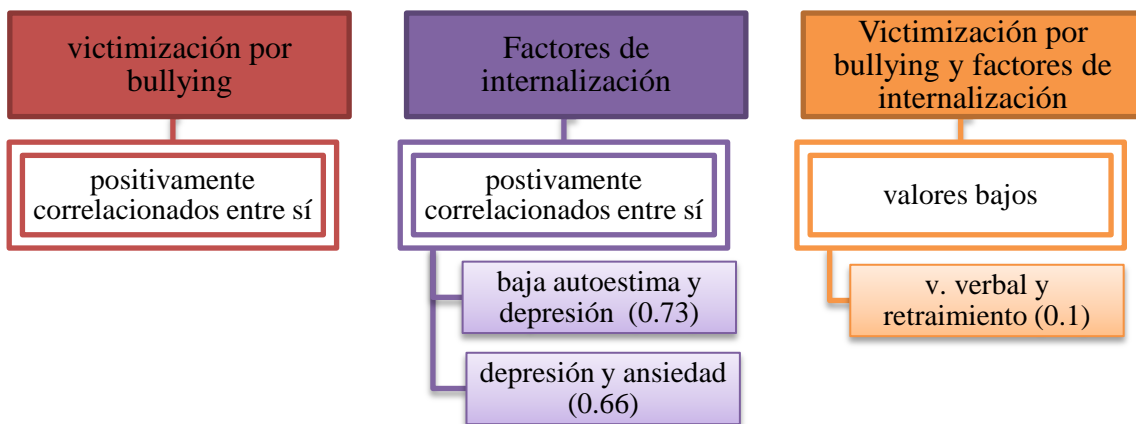 victimización por
bullying
positivamente
correlacionados entre sí
Factores de
internalización
postivamente
correlacionados entre sí
baja autoestima y
depresión (0.73)
depresión y ansiedad
(0.66)
Victimización por
bullying y factores de
internalización
valores bajos
v. verbal y
retraimiento (0.1)